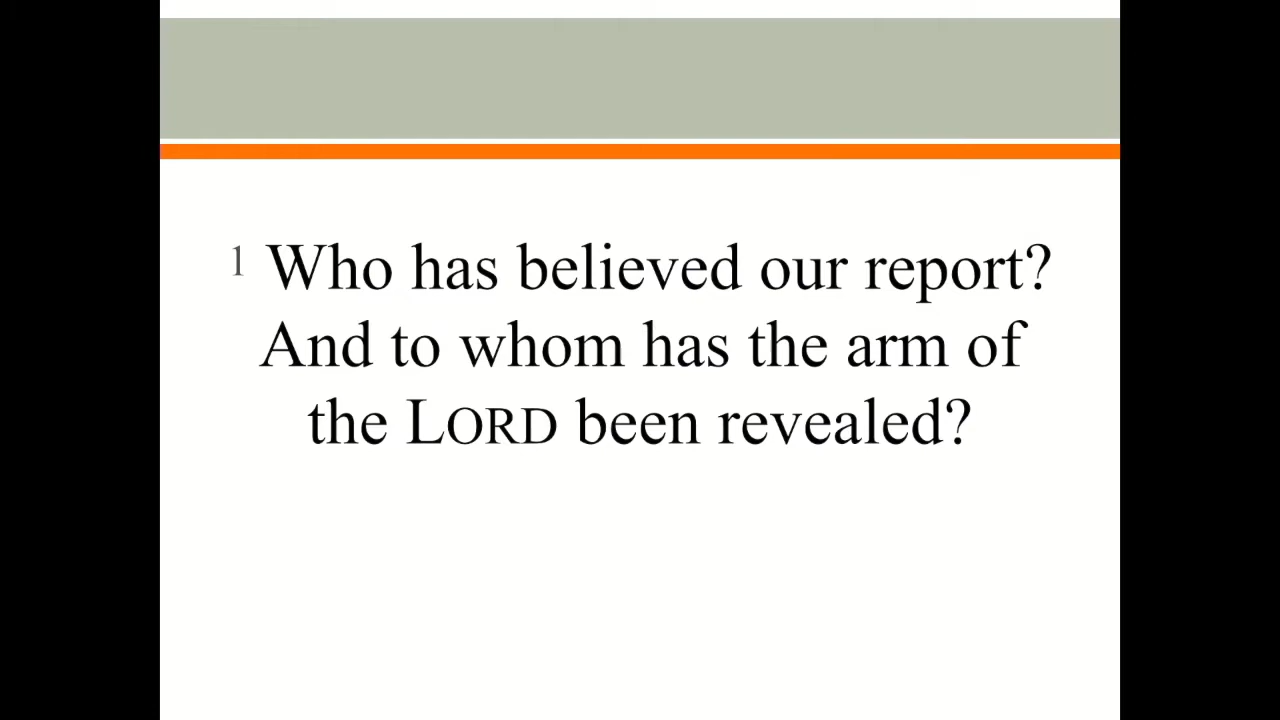 1 Who has believed our report?
And to whom has the arm of
the LORD been revealed?